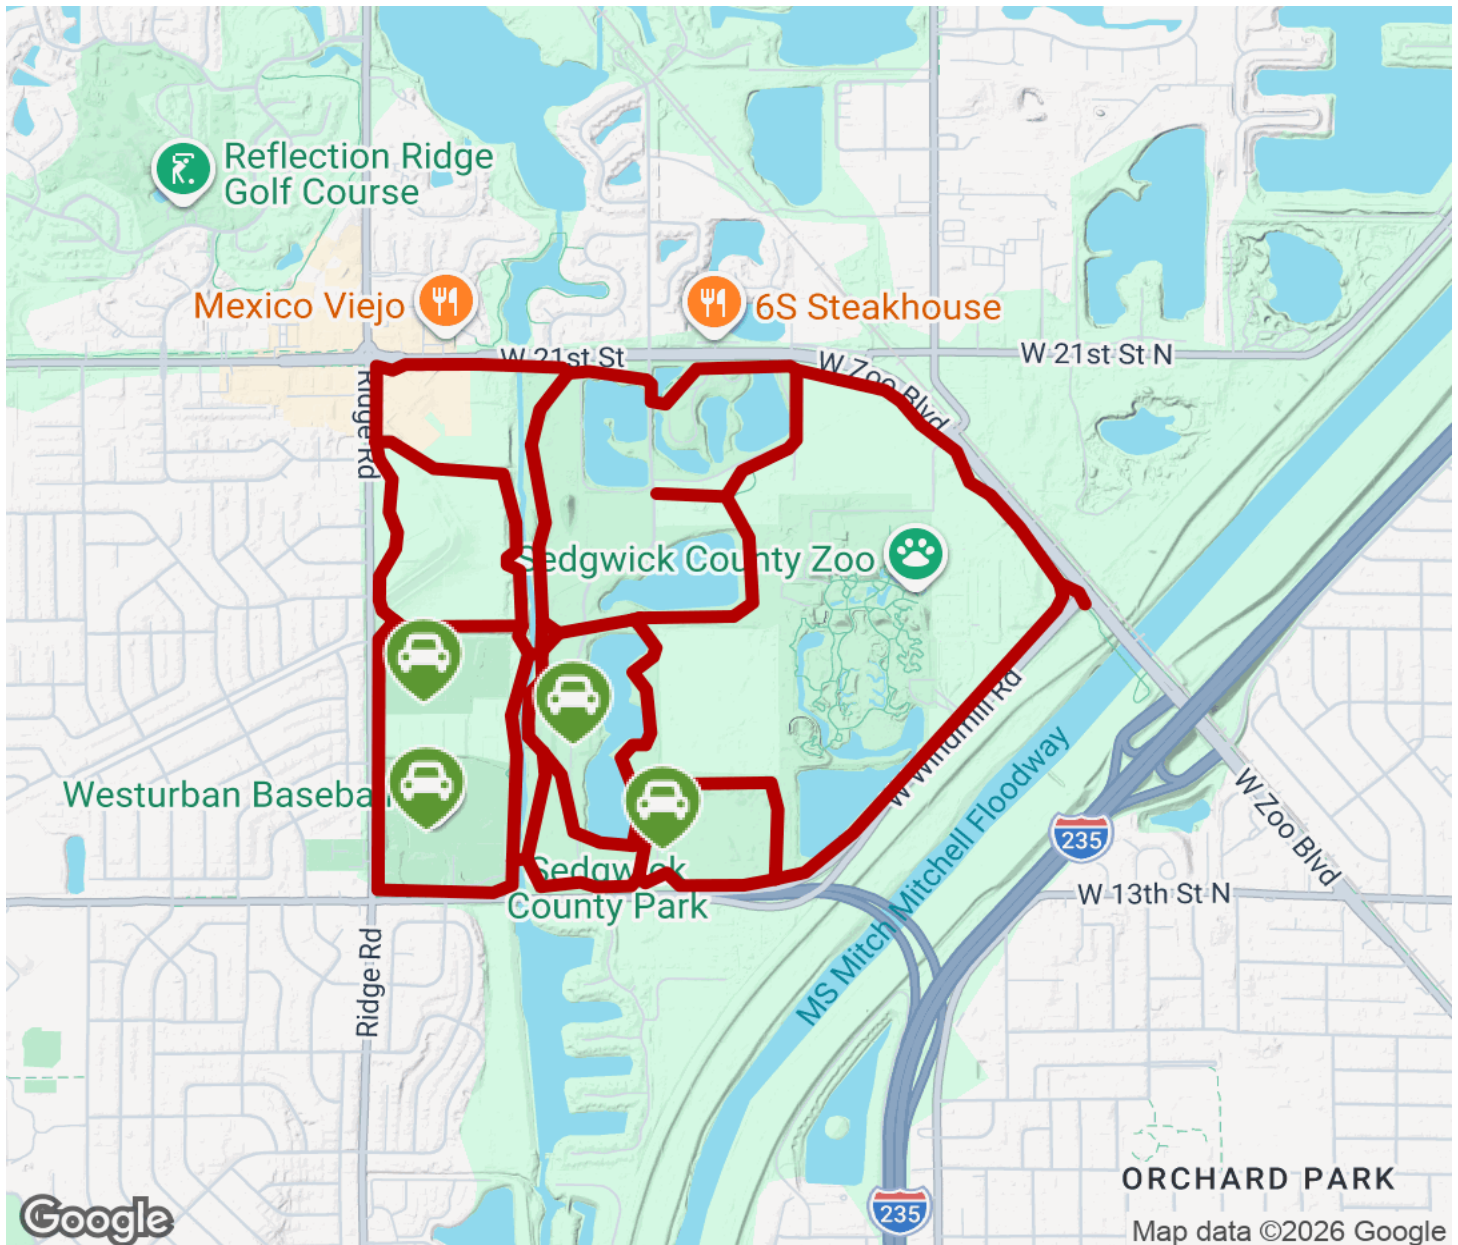 Reflection Ridge
Golf Course
Mexico Viejo
6S Steakhouse
W 21st St
W Zoo Blvd
W 21st St N
Ridge Rd
Sedgwick County Zoo
W Windmill Rd
Westurban Baseball
MS Mitch Mitchell Floodway
235
W Zoo Blvd
Sedgwick
County Park
W 13th St N
Ridge Rd
ORCHARD PARK
235
Google
Map data ©2026 Google